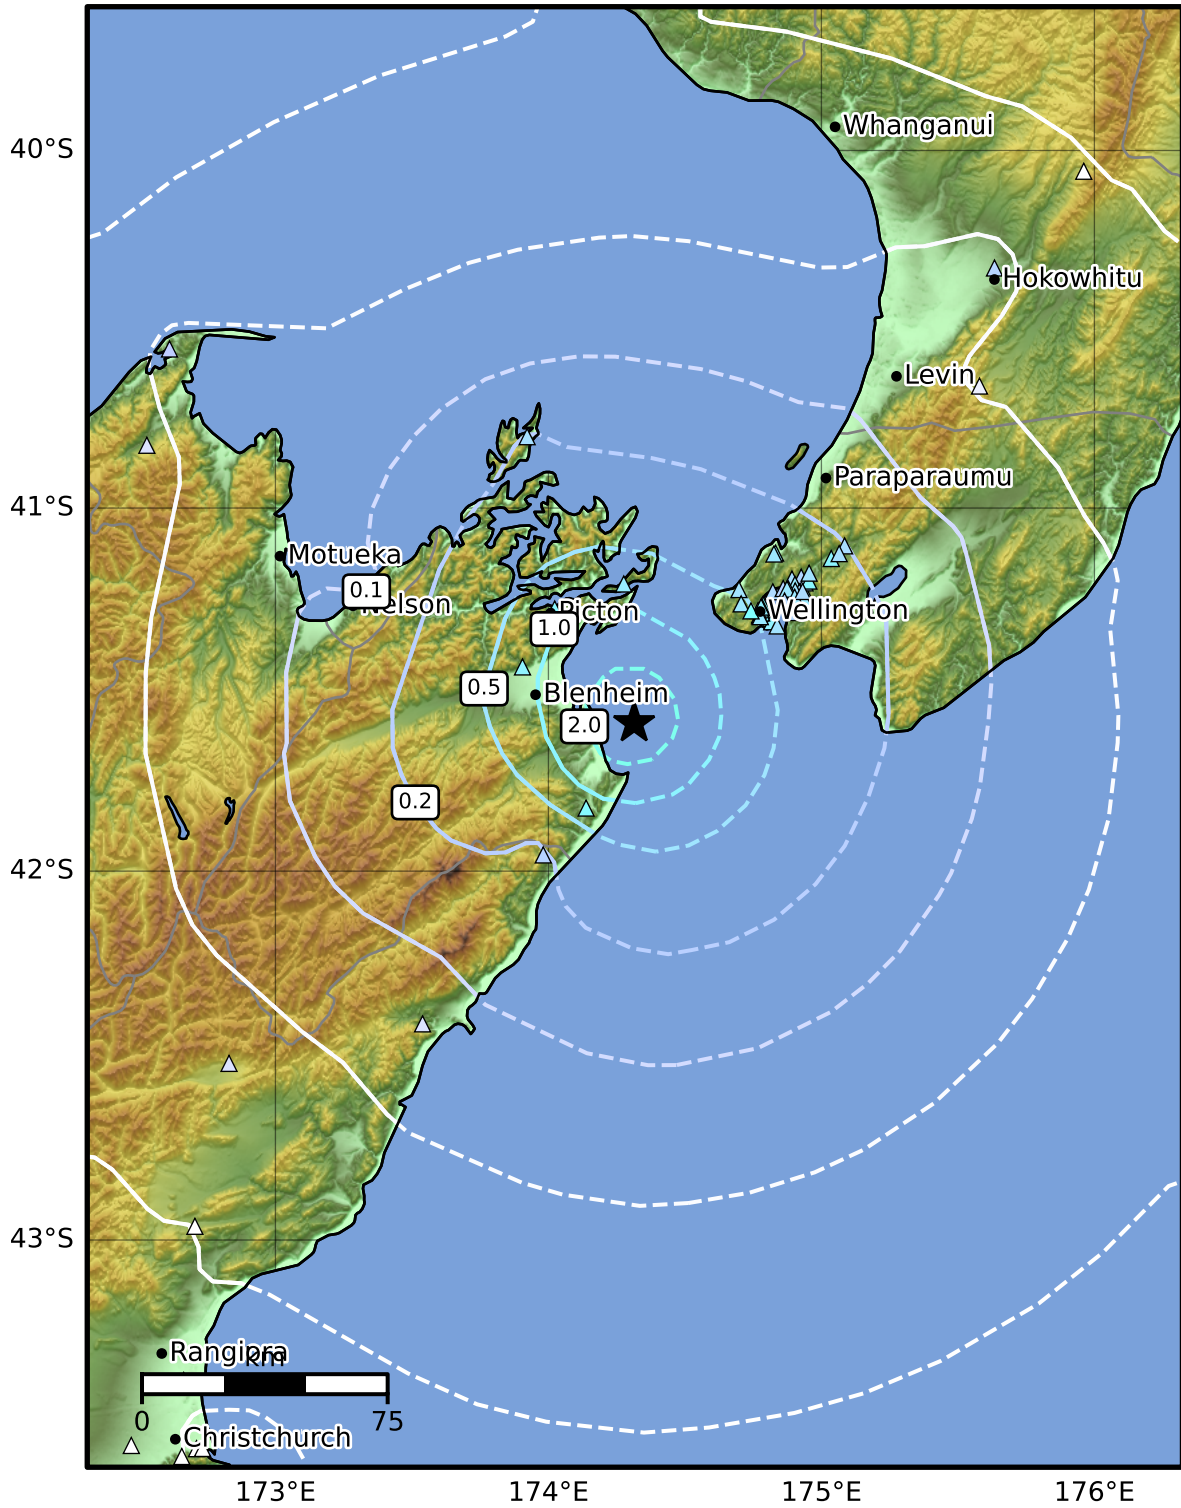 Whanganui
40°S
Hokowhitu
Levin
Paraparaumu
41°S
Motueka
0.1
Nelson
Picton
Wellington
1.0
0.5
Blenheim
2.0
0.2
42°S
43°S
Rangiora
km
0 75
Christchurch
173°E 174°E 175°E 176°E